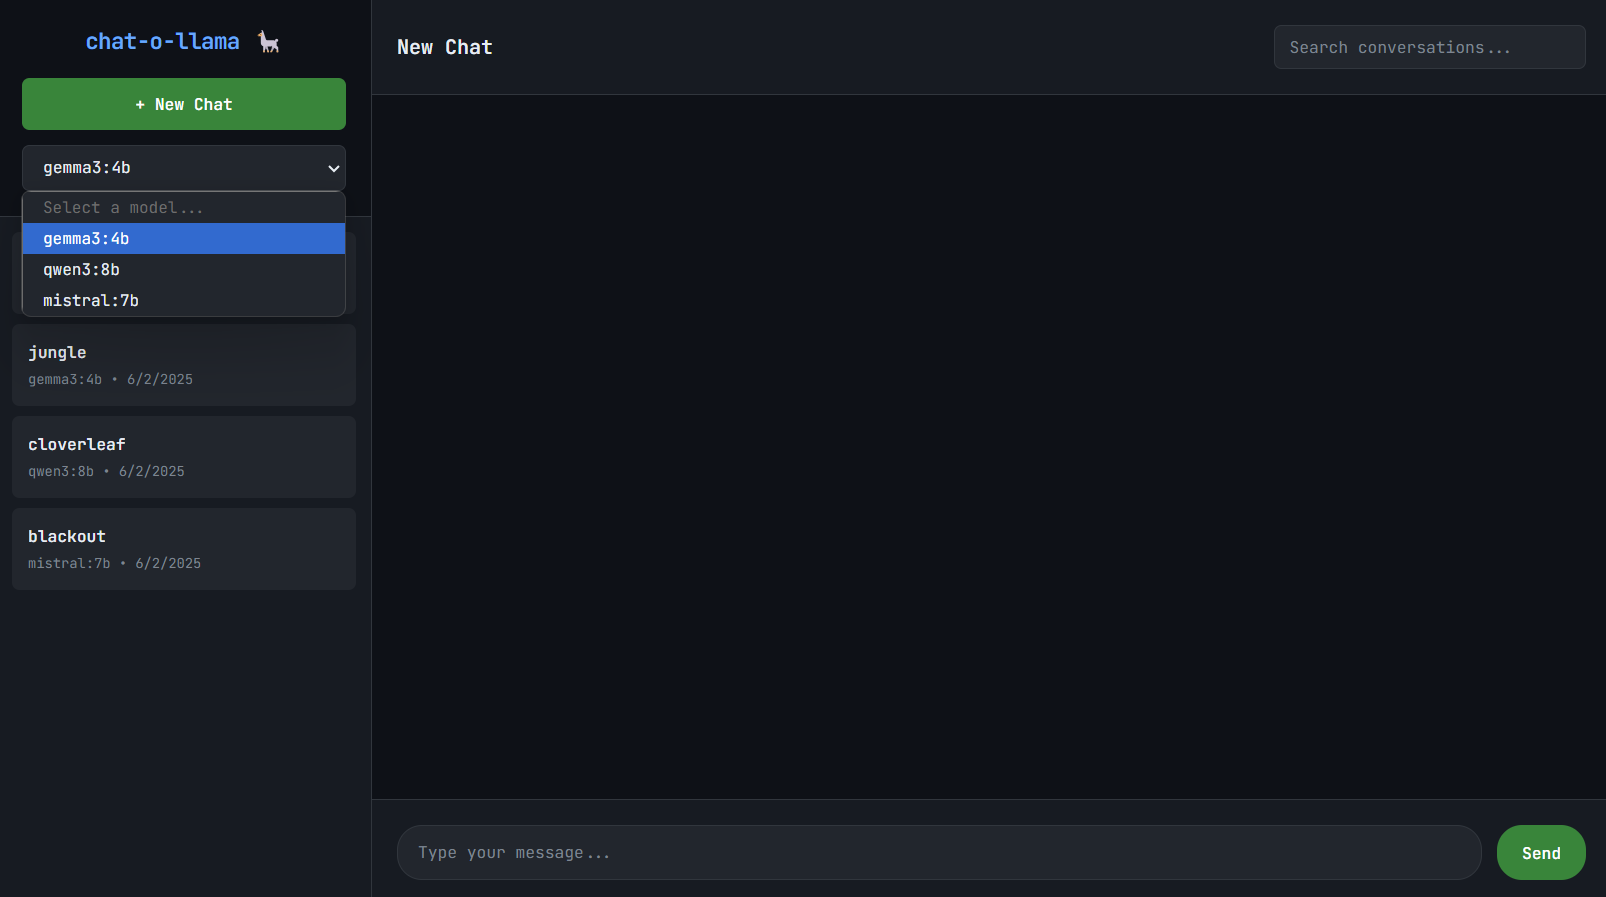 chat-o-llama
+ New Chat
gemma3:4b
Select a model...
gemma3:4b
qwen3:8b
mistral:7b
jungle
gemma3:4b • 6/2/2025
cloverleaf
qwen3:8b • 6/2/2025
blackout
mistral:7b • 6/2/2025
New Chat
Search conversations...
Type your message...
Send